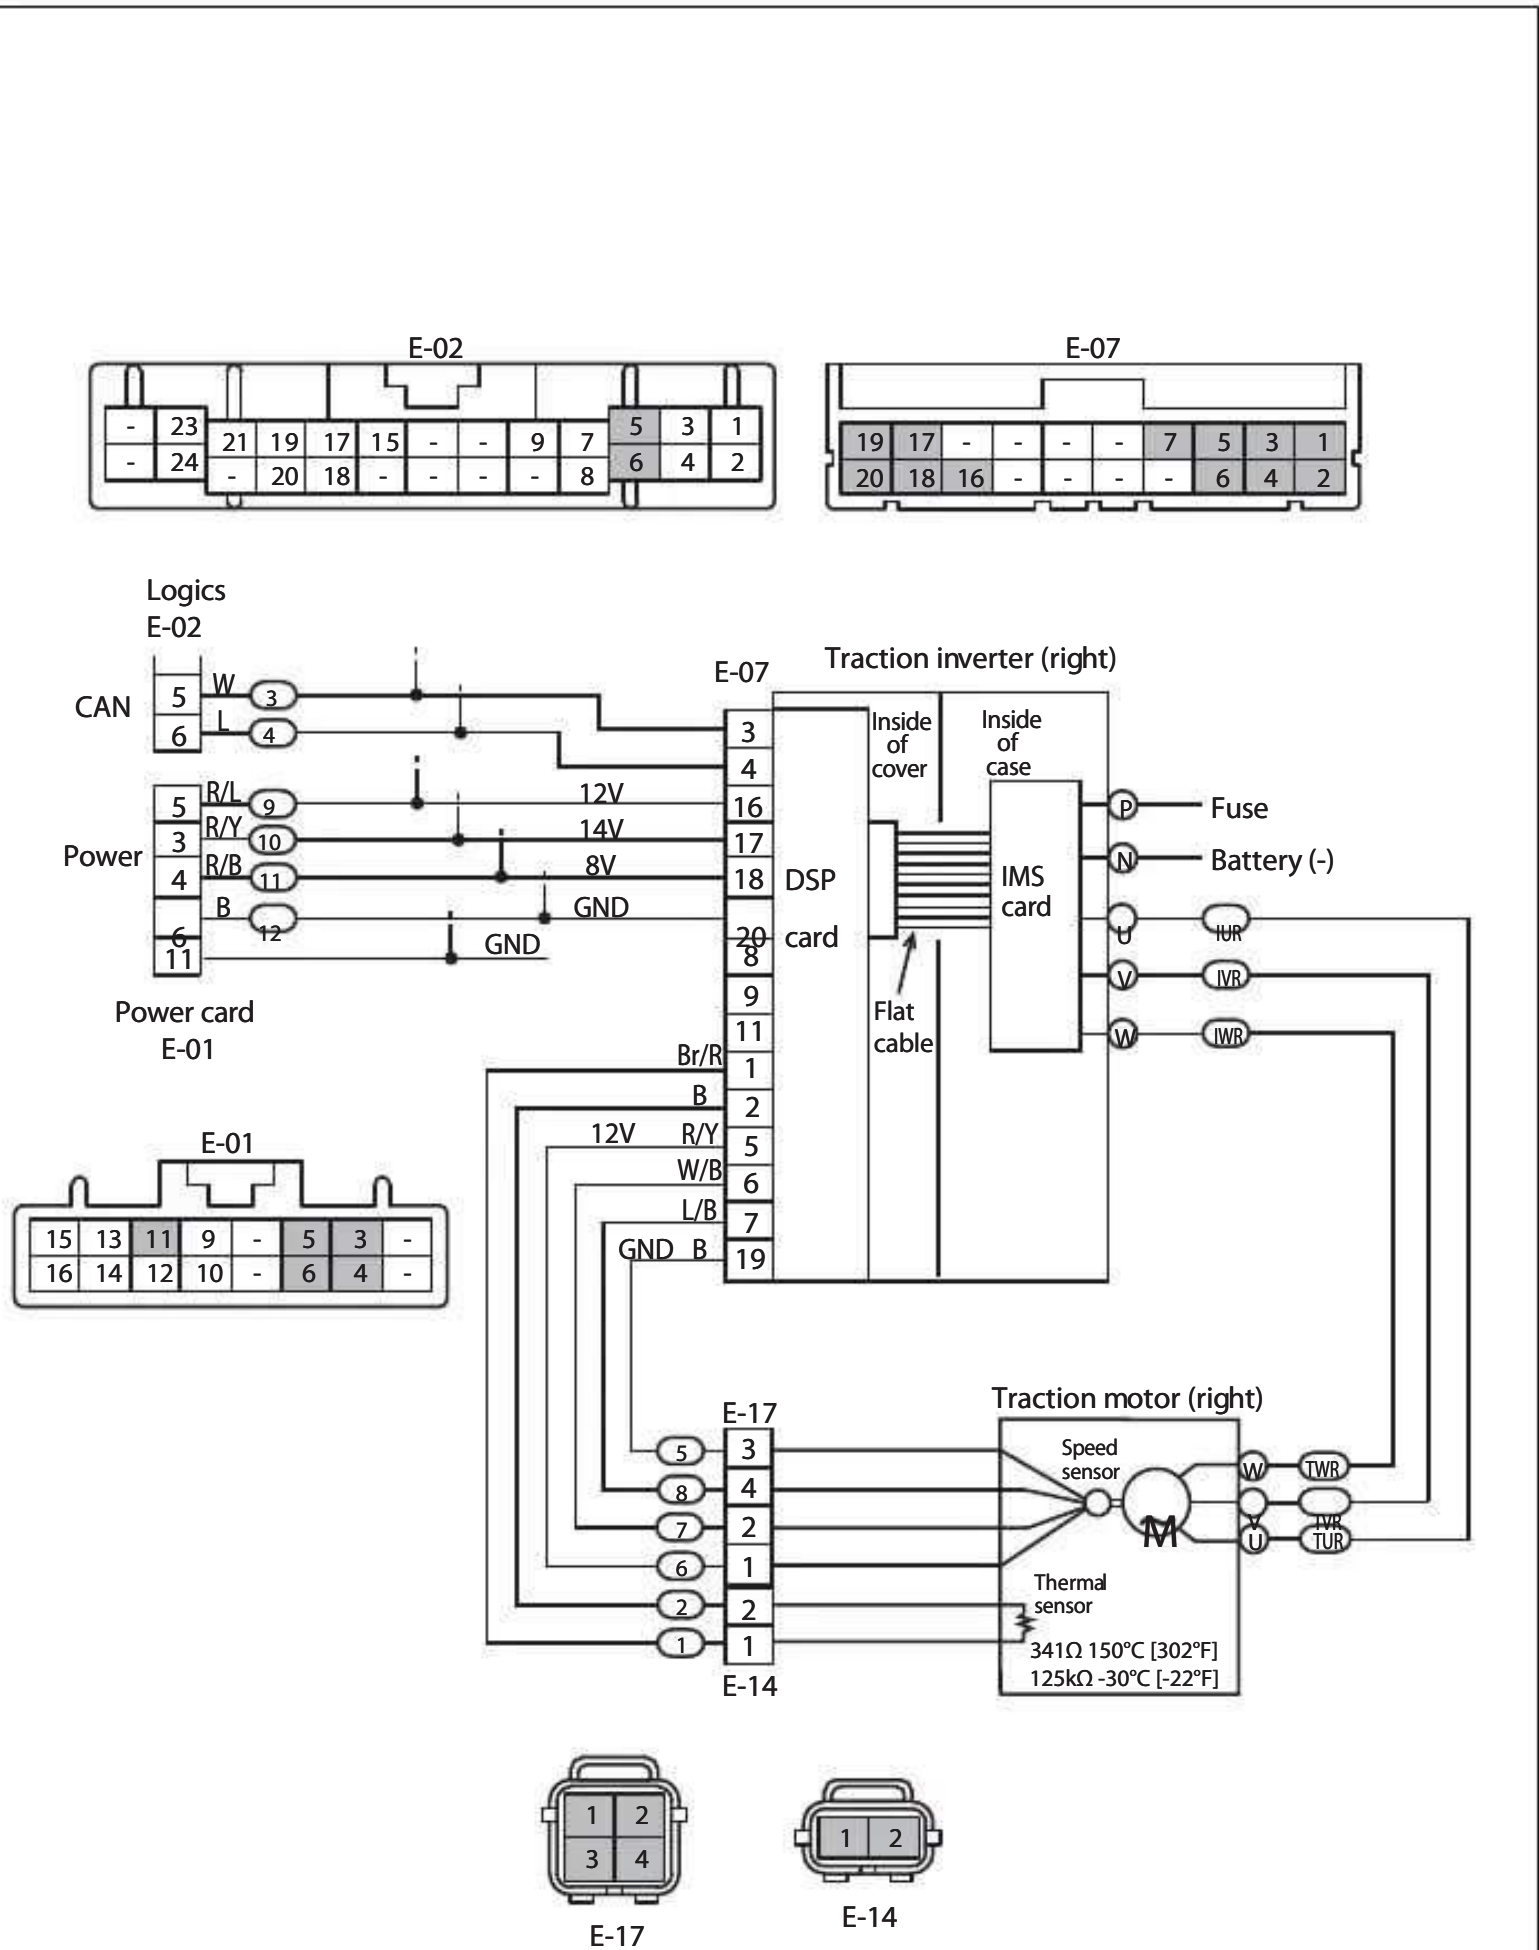 E-02
E-07
- 23 21 19 17 15 - - 9 7 5 3 1
- 24 - 20 18 - - - - 8 6 4 2
19 17 - - - - 7 5 3 1
20 18 16 - - - - 6 4 2
Logics
E-02
CAN
5 W 3
6 L 4
Power
5 R/L 9 12V
3 R/Y 10 14V
4 R/B 11 8V
6 B 12 GND
11 GND
Power card
E-01
E-07
Traction inverter (right)
3
4
16
17
18
20
8
9
11
Br/R 1
B 2
12V R/Y 5
W/B 6
L/B 7
GND B 19
DSP
card
Inside
of
cover
Inside
of
case
Flat
cable
IMS
card
P Fuse
N Battery (-)
U IUR
V IVR
W IWR
E-01
15 13 11 9 - 5 3 -
16 14 12 10 - 6 4 -
E-17
5 3
8 4
7 2
6 1
2 2
1 1
E-14
Traction motor (right)
Speed
sensor
M
W TWR
V TVR
U TUR
Thermal
sensor
341Ω 150°C [302°F]
125kΩ -30°C [-22°F]
1 2
3 4
E-17
1 2
E-14